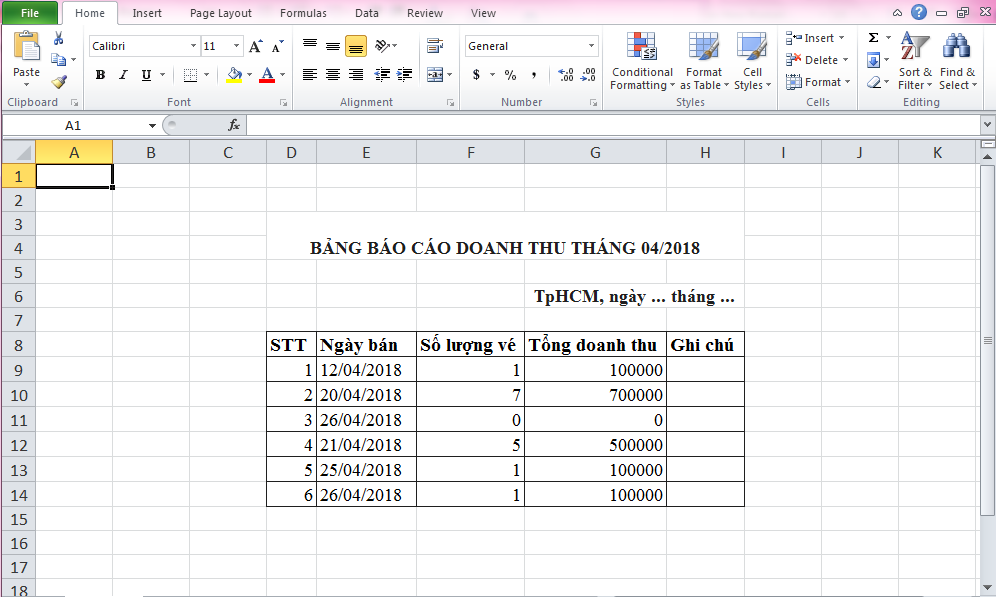 File Home Insert Page Layout Formulas Data Review View
Calibri 11 General Insert
Paste Conditional Formatting Format as Table Cell Styles Delete Sort & Filter Find & Select
Format
Clipboard Font Alignment Number Styles Cells Editing
A1 fx
A B C D E F G H I J K
1
2
3
4 BẢNG BÁO CÁO DOANH THU THÁNG 04/2018
5
6 TpHCM, ngày ... tháng ...
7
8 STT Ngày bán Số lượng vé Tổng doanh thu Ghi chú
9 1 12/04/2018 1 100000
10 2 20/04/2018 7 700000
11 3 26/04/2018 0 0
12 4 21/04/2018 5 500000
13 5 25/04/2018 1 100000
14 6 26/04/2018 1 100000
15
16
17
18